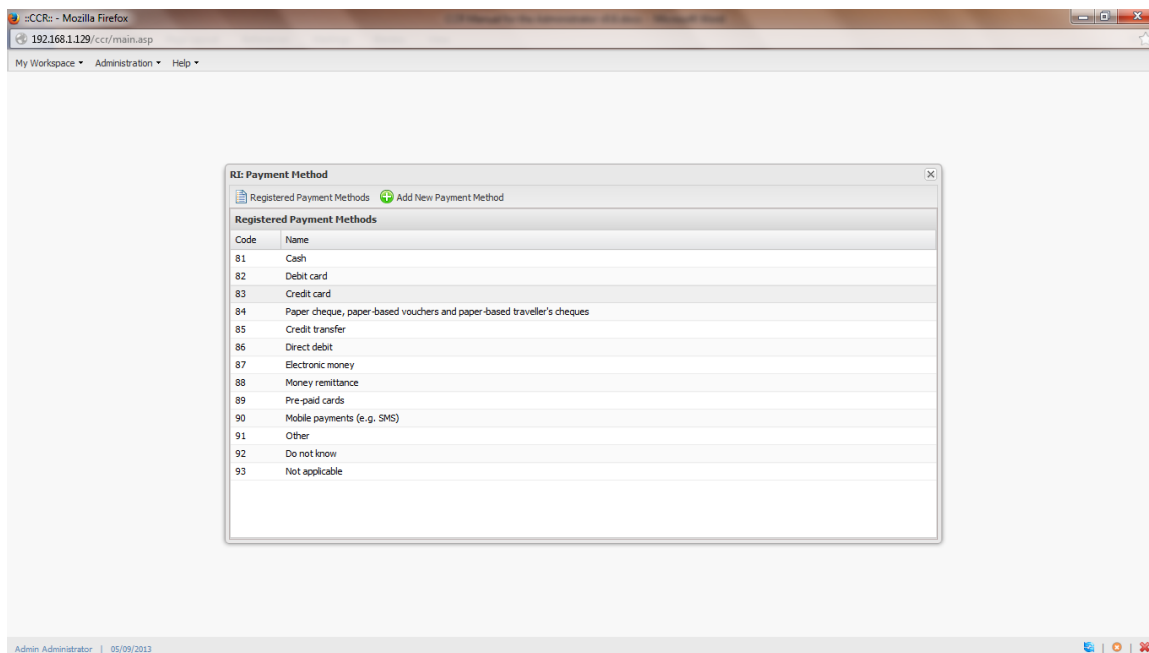 ::CCR:: - Mozilla Firefox
192.168.1.129/ccr/main.asp
My Workspace Administration Help
RI: Payment Method
Registered Payment Methods Add New Payment Method
Registered Payment Methods
Code Name
81 Cash
82 Debit card
83 Credit card
84 Paper cheque, paper-based vouchers and paper-based traveller's cheques
85 Credit transfer
86 Direct debit
87 Electronic money
88 Money remittance
89 Pre-paid cards
90 Mobile payments (e.g. SMS)
91 Other
92 Do not know
93 Not applicable
Admin Administrator | 05/09/2013